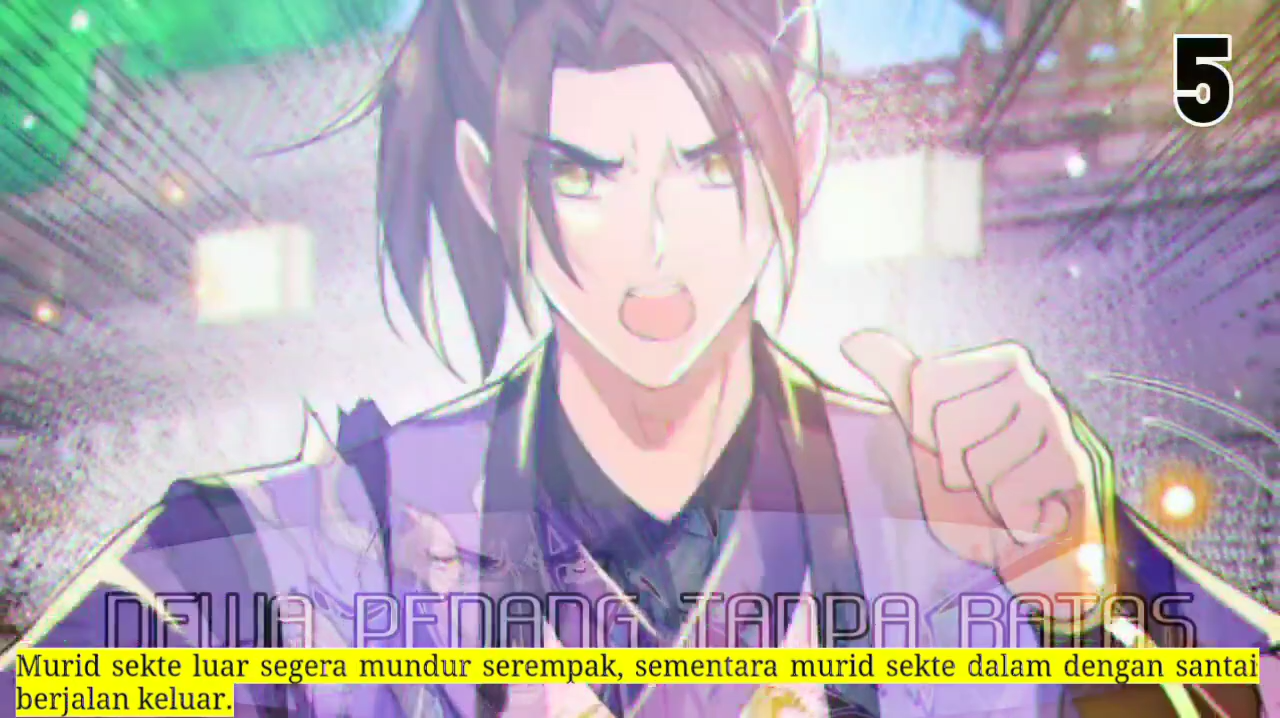 5
DEWA PEDANG TANPA BATAS
Murid sekte luar segera mundur serempak, sementara murid sekte dalam dengan santai
berjalan keluar.